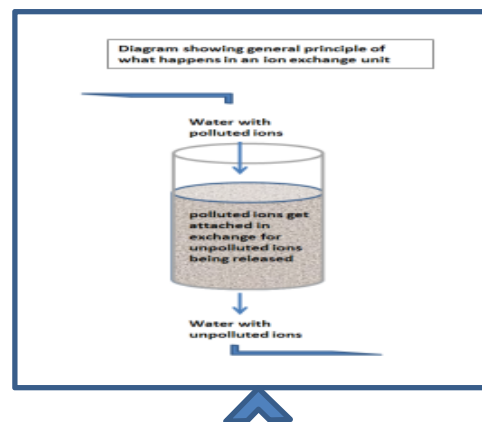 Diagram showing general principle of
what happens in an ion exchange unit
Water with
polluted ions
polluted ions get
attached in
exchange for
unpolluted ions
being released
Water with
unpolluted ions